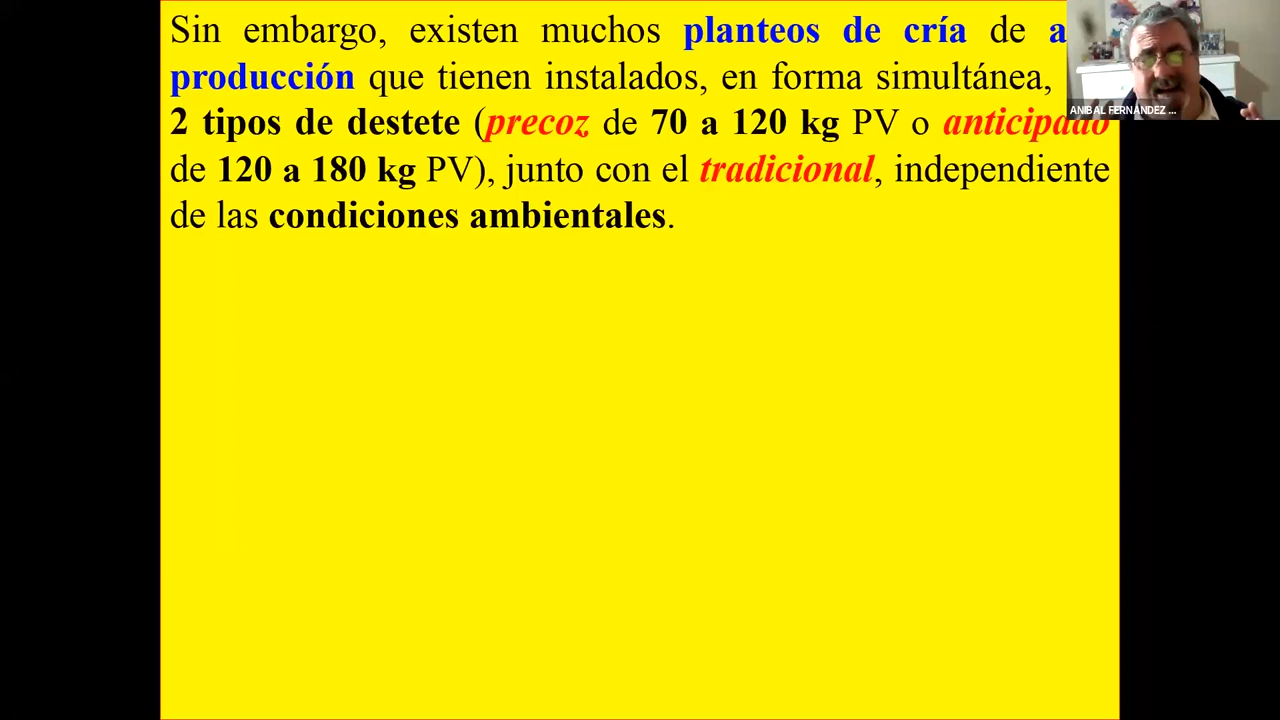 Sin embargo, existen muchos planteos de cría de
producción que tienen instalados, en forma simultánea,
2 tipos de destete (precoz de 70 a 120 kg PV o anticipado
de 120 a 180 kg PV), junto con el tradicional, independiente
de las condiciones ambientales.
ANIBAL FERNÁNDEZ ...